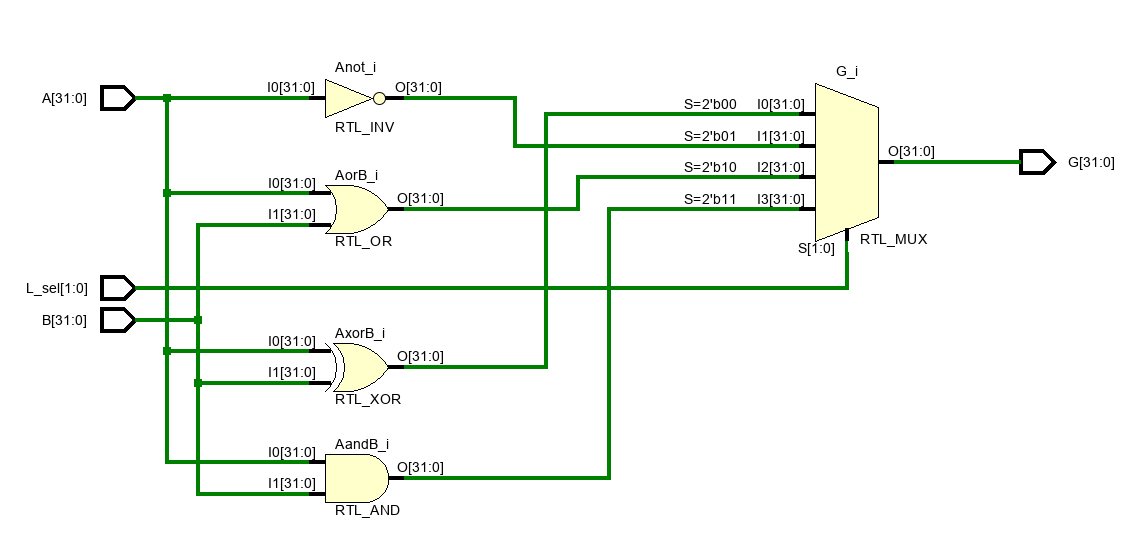 Anot_i
G_i
A[31:0]
I0[31:0]
O[31:0]
RTL_INV
S=2'b00
I0[31:0]
S=2'b01
I1[31:0]
O[31:0]
G[31:0]
S=2'b10
I2[31:0]
AorB_i
I0[31:0]
O[31:0]
S=2'b11
I3[31:0]
I1[31:0]
RTL_OR
S[1:0]
RTL_MUX
L_sel[1:0]
B[31:0]
AxorB_i
I0[31:0]
O[31:0]
I1[31:0]
RTL_XOR
AandB_i
I0[31:0]
O[31:0]
I1[31:0]
RTL_AND